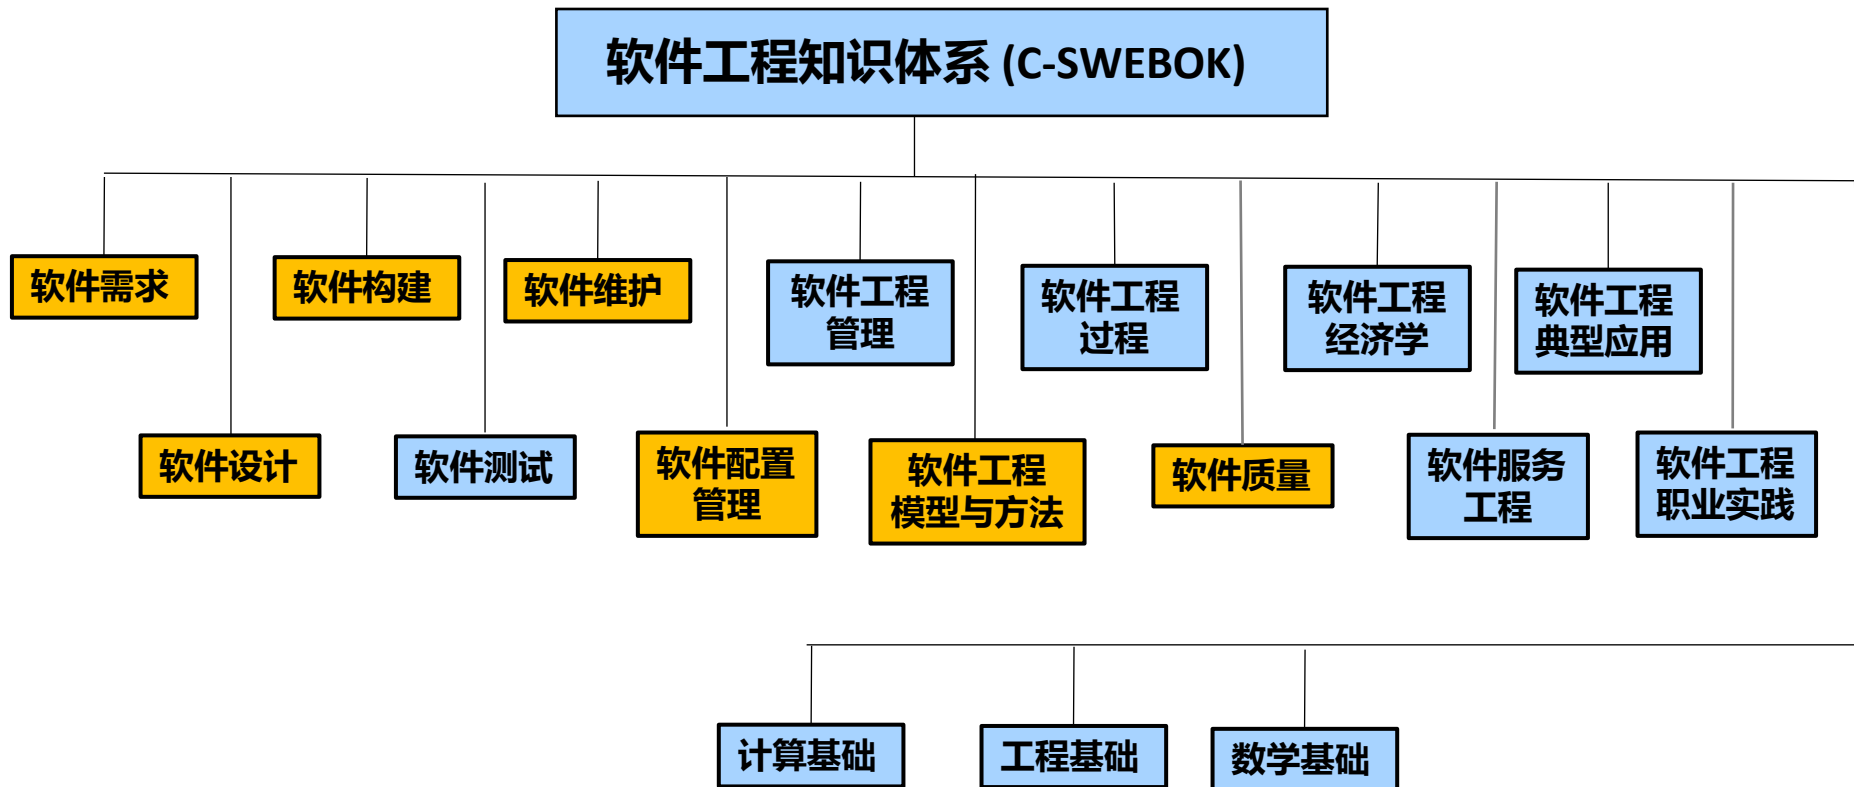 软件工程知识体系 (C-SWEBOK)
软件需求
软件构建
软件维护
软件工程
管理
软件工程
过程
软件工程
经济学
软件工程
典型应用
软件设计
软件测试
软件配置
管理
软件工程
模型与方法
软件质量
软件服务
工程
软件工程
职业实践
计算基础
工程基础
数学基础